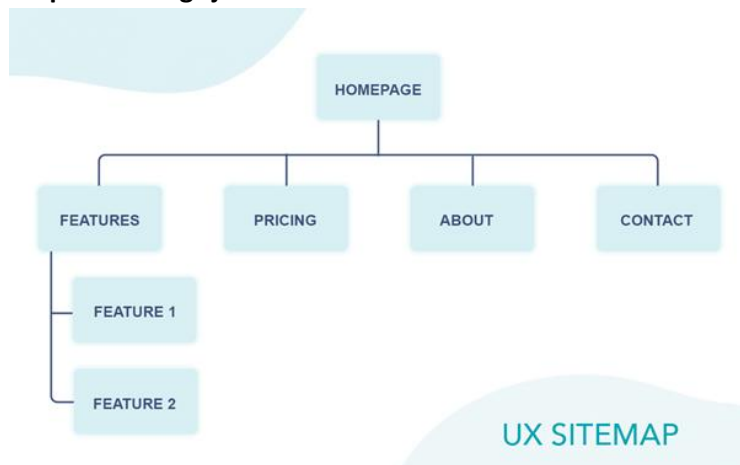 HOMEPAGE
FEATURES
PRICING
ABOUT
CONTACT
FEATURE 1
FEATURE 2
UX SITEMAP